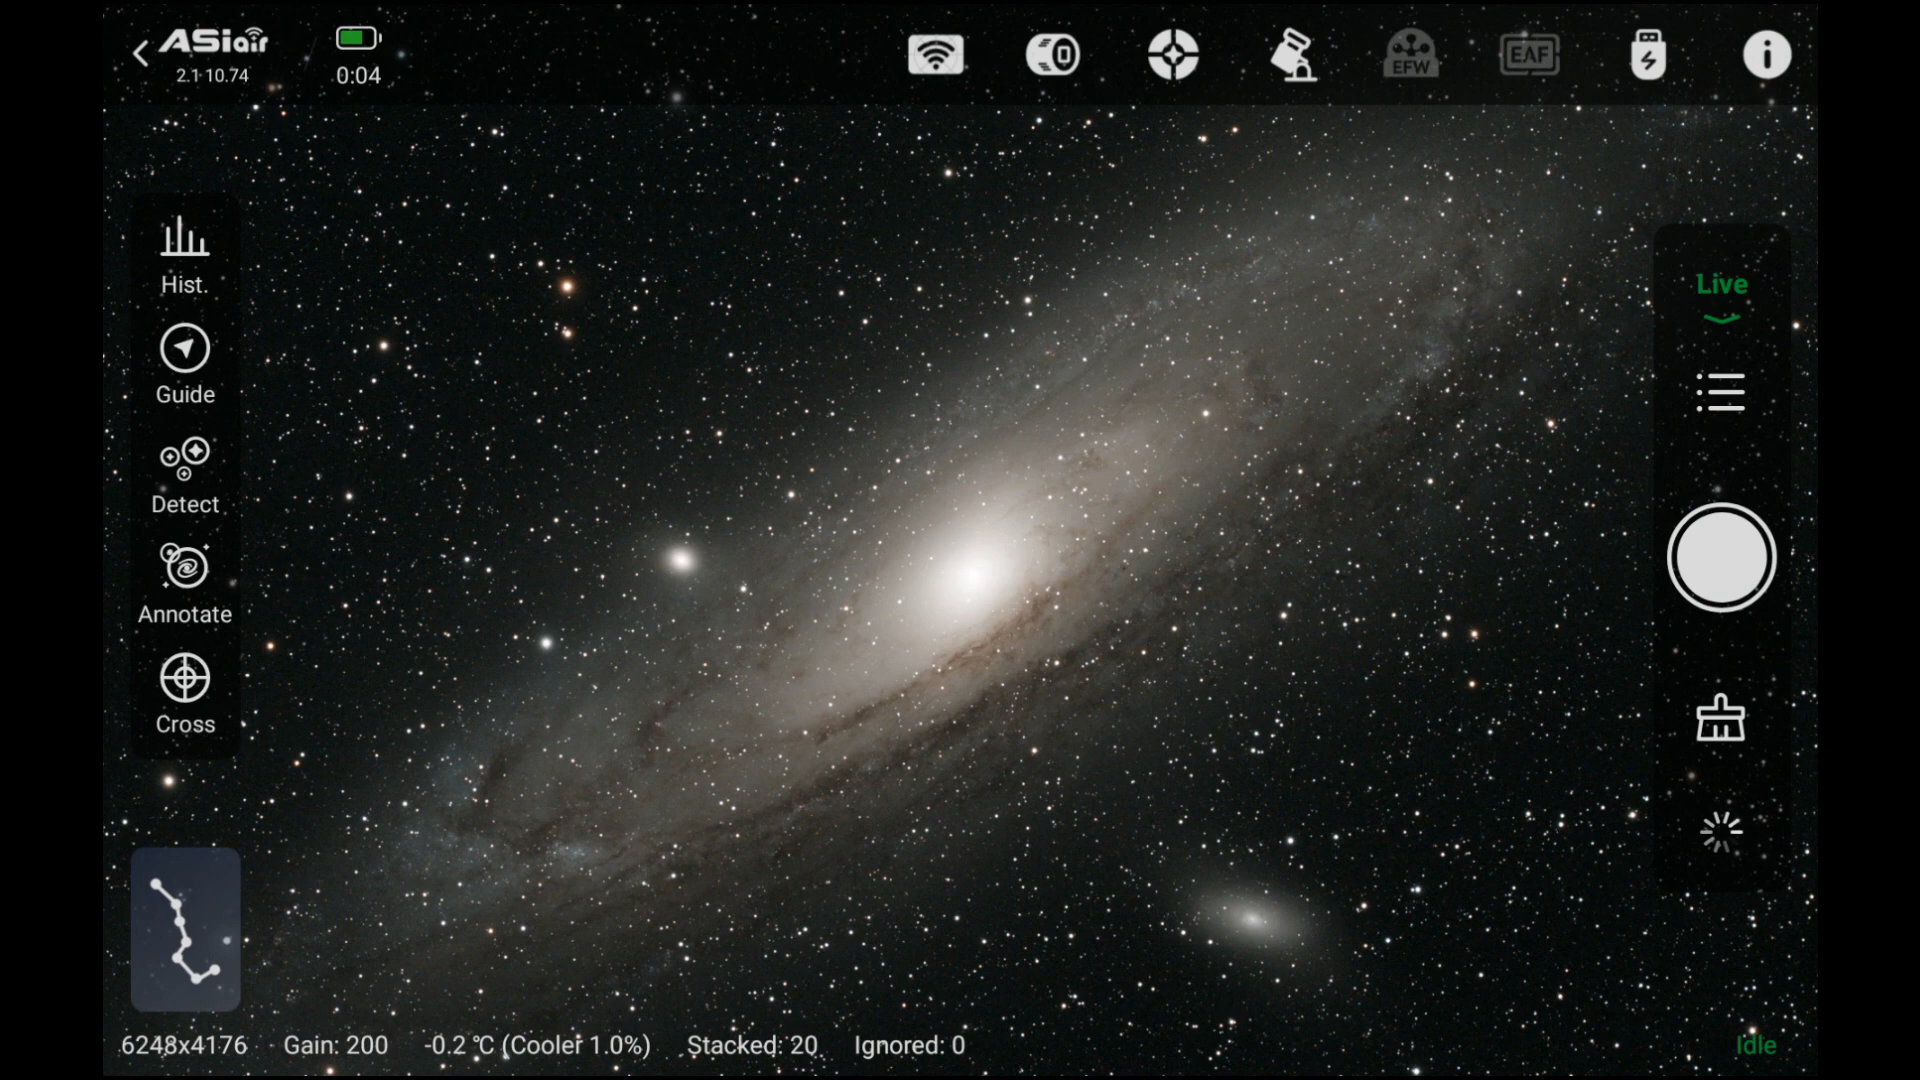 ASiair
2.1 10.74
0:04
EFW
EAF
Hist.
Guide
Detect
Annotate
Cross
Live
6248x4176 Gain: 200 -0.2 ℃ (Cooler 1.0%) Stacked: 20 Ignored: 0
Idle